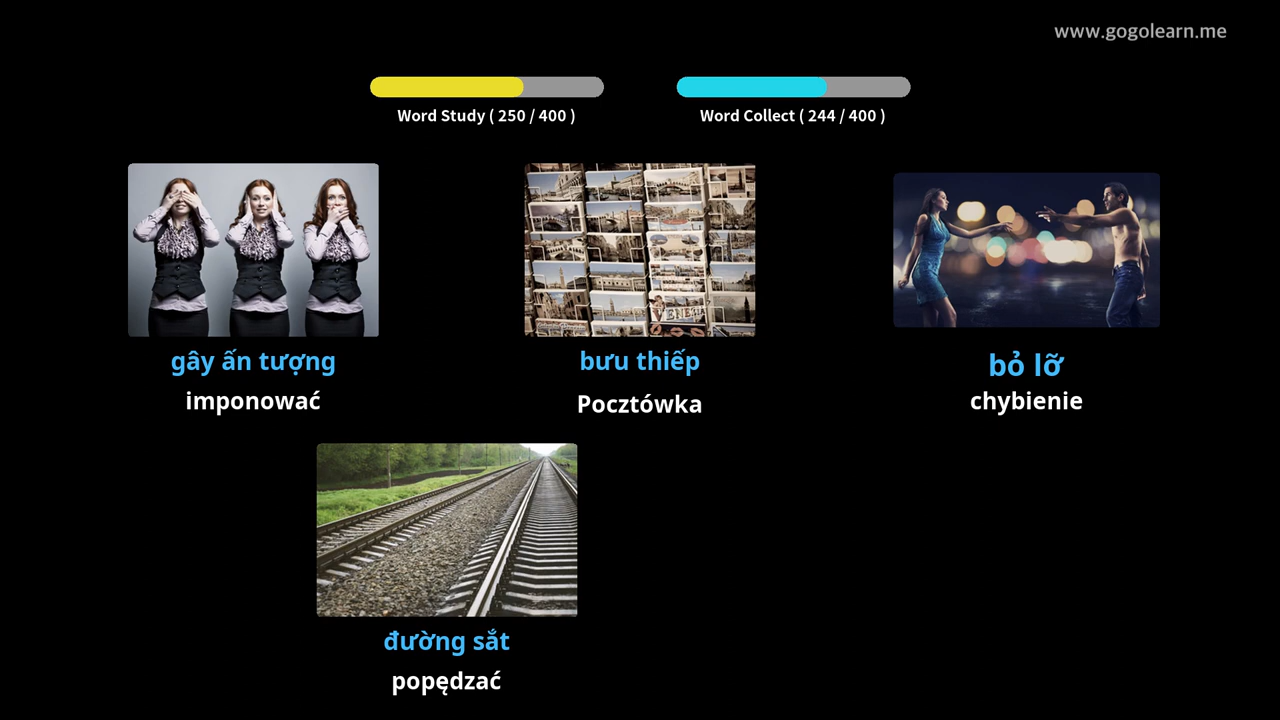 www.gogolearn.me
Word Study ( 250 / 400 )
Word Collect ( 244 / 400 )
gây ấn tượng
imponować
bưu thiếp
Pocztówka
bỏ lỡ
chybienie
VENEZIA
đường sắt
popędzać